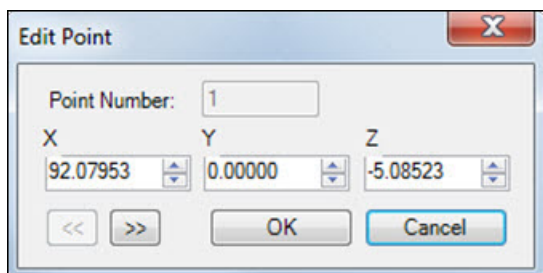 Edit Point
X
Point Number: 1
X Y Z
92.07953 0.00000 -5.08523
<< >> OK Cancel